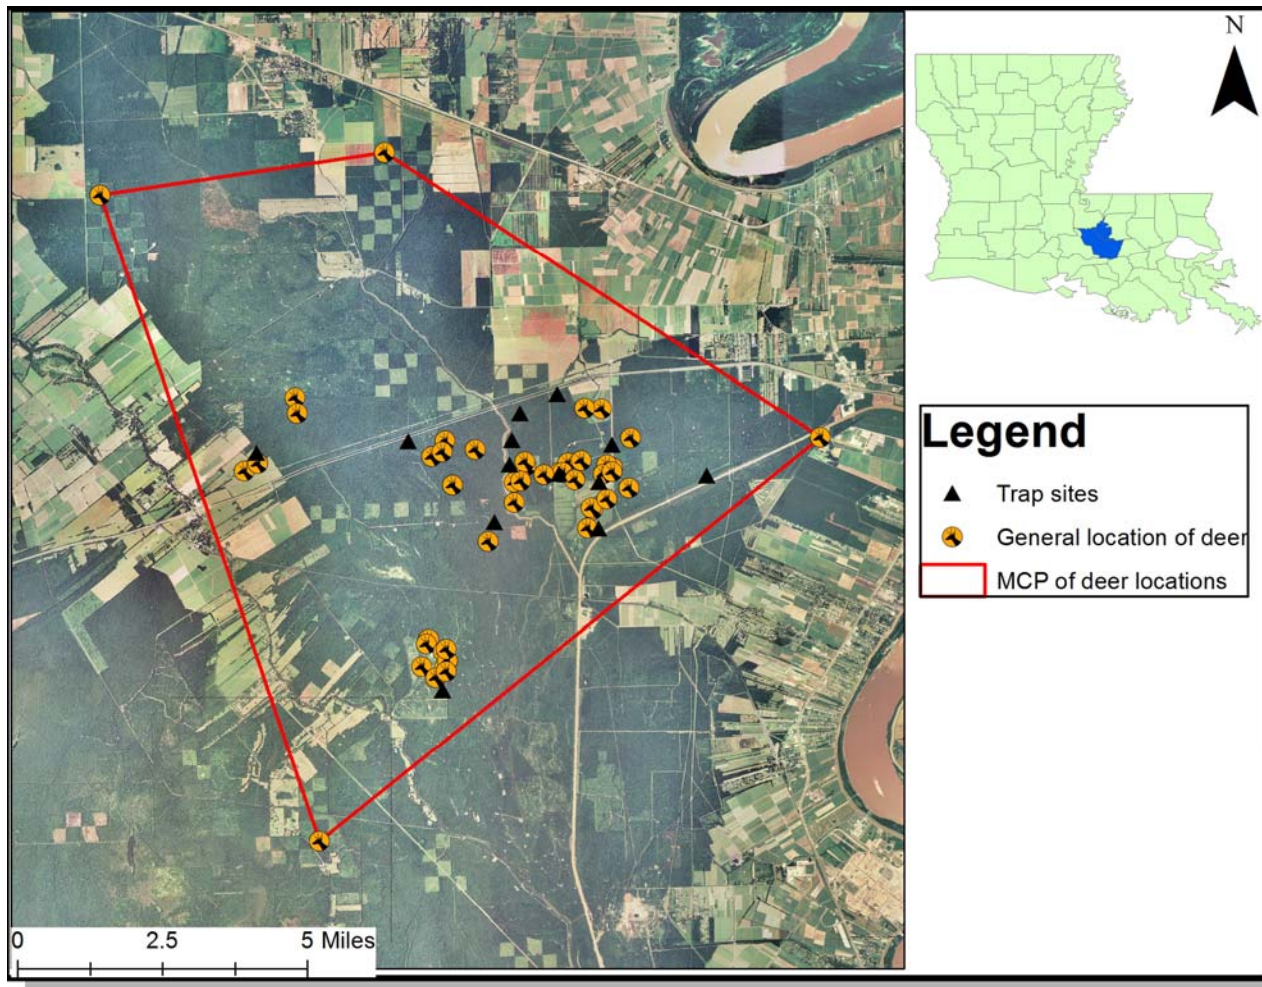 N
Legend
Trap sites
General location of deer
MCP of deer locations
0 2.5 5 Miles